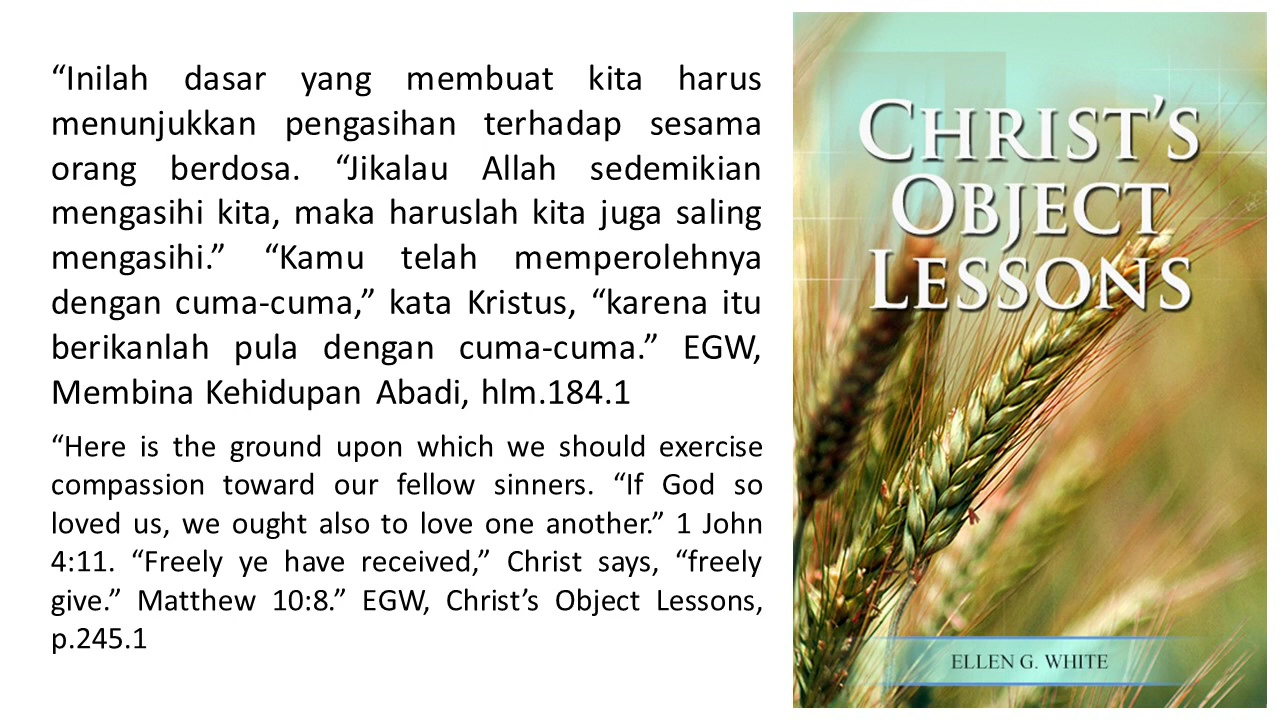 “Inilah dasar yang membuat kita harus
menunjukkan pengasihan terhadap sesama
orang berdosa. “Jikalau Allah sedemikian
mengasihi kita, maka haruslah kita juga saling
mengasihi.” “Kamu telah memperolehnya
dengan cuma-cuma,” kata Kristus, “karena itu
berikanlah pula dengan cuma-cuma.” EGW,
Membina Kehidupan Abadi, hlm.184.1
“Here is the ground upon which we should exercise
compassion toward our fellow sinners. “If God so
loved us, we ought also to love one another.” 1 John
4:11. “Freely ye have received,” Christ says, “freely
give.” Matthew 10:8.” EGW, Christ’s Object Lessons,
p.245.1
CHRIST’S
OBJECT
LESSONS
ELLEN G. WHITE